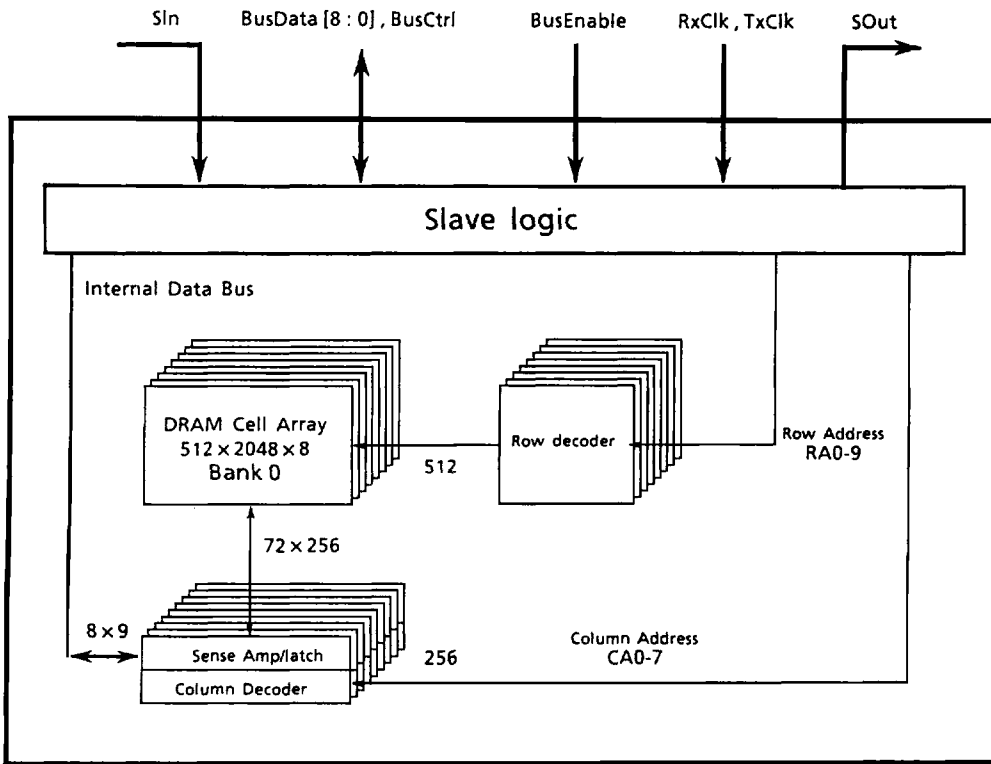 SIn
BusData [8 : 0] , BusCtrl
BusEnable
RxClk , TxClk
SOut
Slave logic
Internal Data Bus
DRAM Cell Array
512 × 2048 × 8
Bank 0
512
Row decoder
Row Address
RA0-9
72 × 256
8 × 9
Sense Amp/latch
Column Decoder
256
Column Address
CA0-7